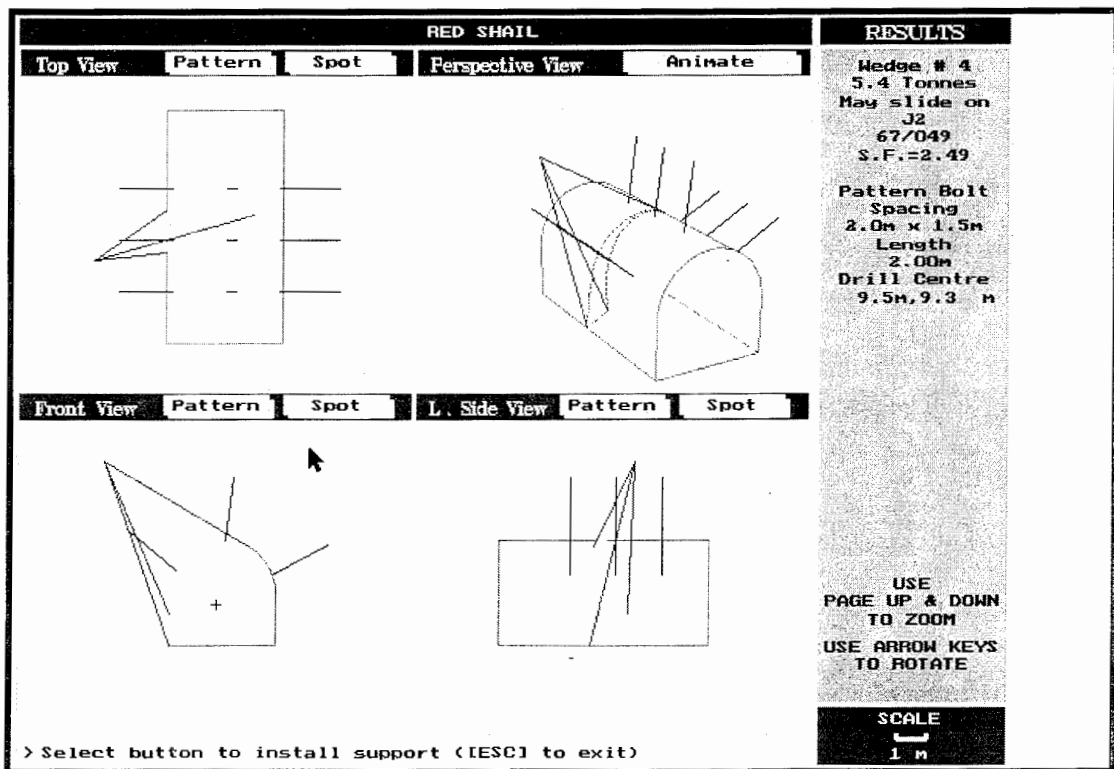 RED SHAIL
Top View Pattern Spot
Perspective View Animate
Front View Pattern Spot
L. Side View Pattern Spot
> Select button to install support ([ESC] to exit)
RESULTS
Wedge # 4
5.4 Tonnes
May slide on
J2
67/049
S.F.=2.49
Pattern Bolt
Spacing
2.0m x 1.5m
Length
2.00m
Drill Centre
9.5m,9.3 m
USE
PAGE UP & DOWN
TO ZOOM
USE ARROW KEYS
TO ROTATE
SCALE
1 m